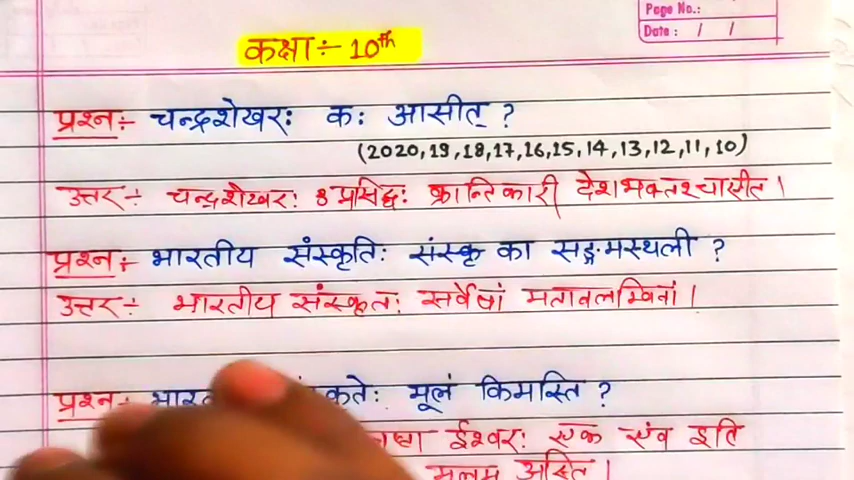 Page No.:
Date : / /
कक्षा ÷ 10th
प्रश्न ÷ चन्द्रशेखरः कः आसीत् ?
(2020,19,18,17,16,15,14,13,12,11,10)
उत्तर ÷ चन्द्रशेखरः प्रसिद्धः क्रान्तिकारी देशभक्तश्चासीत ।
प्रश्न ÷ भारतीय संस्कृतिः संस्कृ का सङ्गमस्थली ?
उत्तर ÷ भारतीय संस्कृतः सर्वेषां मतावलम्बिनां ।
प्रश्न ÷ मूलं किमस्ति ?
ईश्वरः एक एव इति
मूलम अस्ति ।